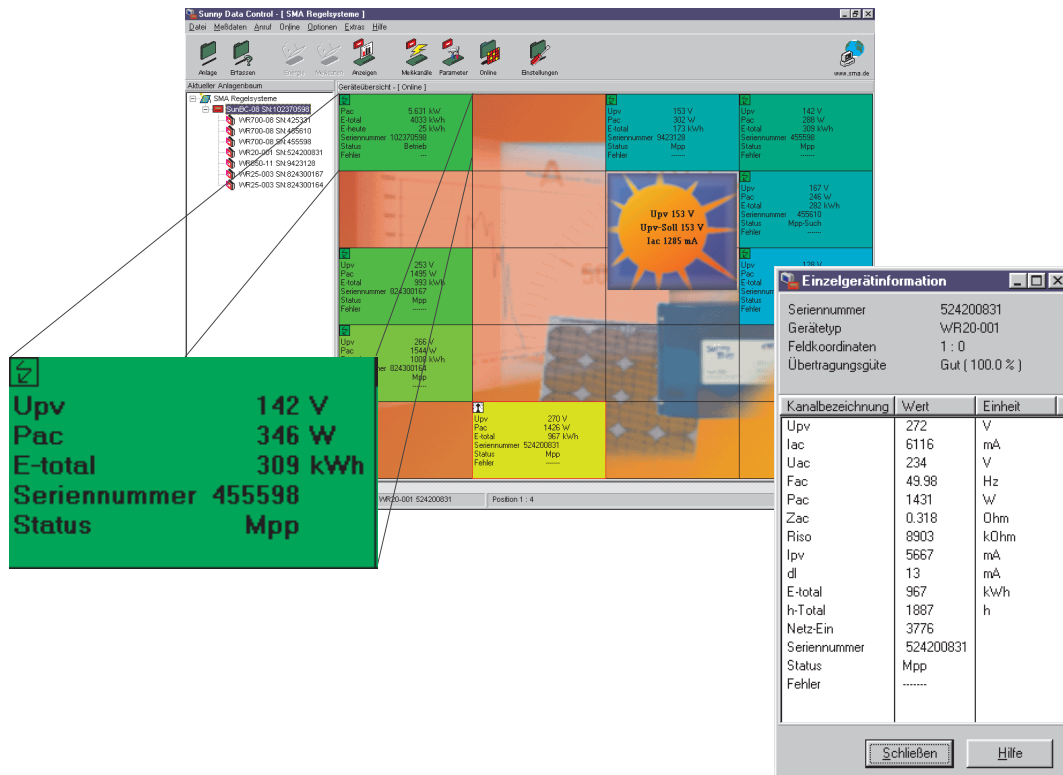 Sunny Data Control - [ SMA Regelsysteme ]
Datei Meßdaten Anruf Online Optionen Extras Hilfe
Anlage Erfassen Energie Meßdaten Anzeigen Meßkanäle Parameter Online Einstellungen www.sma.de
Aktueller Anlagenbaum
SMA Regelsysteme
SunBC-08 SN:102370598
WR700-08 SN:425331
WR700-08 SN:455610
WR700-08 SN:455598
WR20-001 SN:524200831
WR850-11 SN:9423128
WR25-003 SN:824300167
WR25-003 SN:824300164
Geräteübersicht - [ Online ]
Pac 5.631 kW
E-total 4033 kWh
E-heute 25 kWh
Seriennummer 102370598
Status Betrieb
Fehler ---
Upv 153 V
Pac 302 W
E-total 173 kWh
Seriennummer 9423128
Status Mpp
Fehler -------
Upv 142 V
Pac 288 W
E-total 309 kWh
Seriennummer 455598
Status Mpp
Fehler -------
Upv 153 V
Upv-Soll 153 V
Iac 1285 mA
Upv 167 V
Pac 246 W
E-total 282 kWh
Seriennummer 455610
Status Mpp-Such
Fehler -------
Upv 253 V
Pac 1495 W
E-total 993 kWh
Seriennummer 824300167
Status Mpp
Fehler -------
Upv 128 V
Pac
E-total
Status
Fehler
Upv 266 V
Pac 1544 W
1008 kWh
824300164
Mpp
-------
Upv 270 V
Pac 1426 W
E-total 967 kWh
Seriennummer 524200831
Status Mpp
Fehler -------
WR20-001 524200831 Position 1 : 4
Upv 142 V
Pac 346 W
E-total 309 kWh
Seriennummer 455598
Status Mpp
Einzelgerätinformation
Seriennummer 524200831
Gerätetyp WR20-001
Feldkoordinaten 1 : 0
Übertragungsgüte Gut ( 100.0 % )
Kanalbezeichnung Wert Einheit
Upv 272 V
Iac 6116 mA
Uac 234 V
Fac 49.98 Hz
Pac 1431 W
Zac 0.318 Ohm
Riso 8903 kOhm
Ipv 5667 mA
dI 13 mA
E-total 967 kWh
h-Total 1887 h
Netz-Ein 3776
Seriennummer 524200831
Status Mpp
Fehler -------
Schließen Hilfe